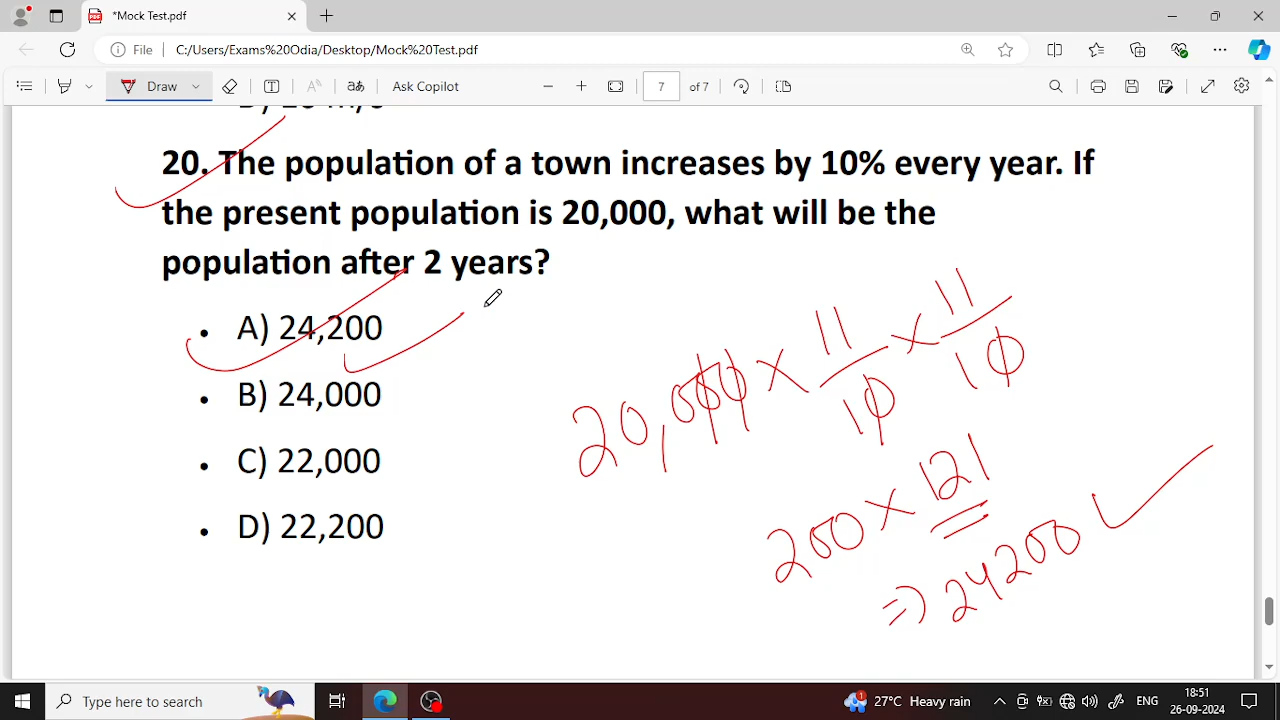 *Mock Test.pdf
File C:/Users/Exams%20Odia/Desktop/Mock%20Test.pdf
Draw Ask Copilot 7 of 7
20. The population of a town increases by 10% every year. If
the present population is 20,000, what will be the
population after 2 years?
• A) 24,200
• B) 24,000
• C) 22,000
• D) 22,200
20,000 × 11/10 × 11/10
200 × 121
⇒ 24200
Type here to search
27°C Heavy rain ENG 18:51
26-09-2024